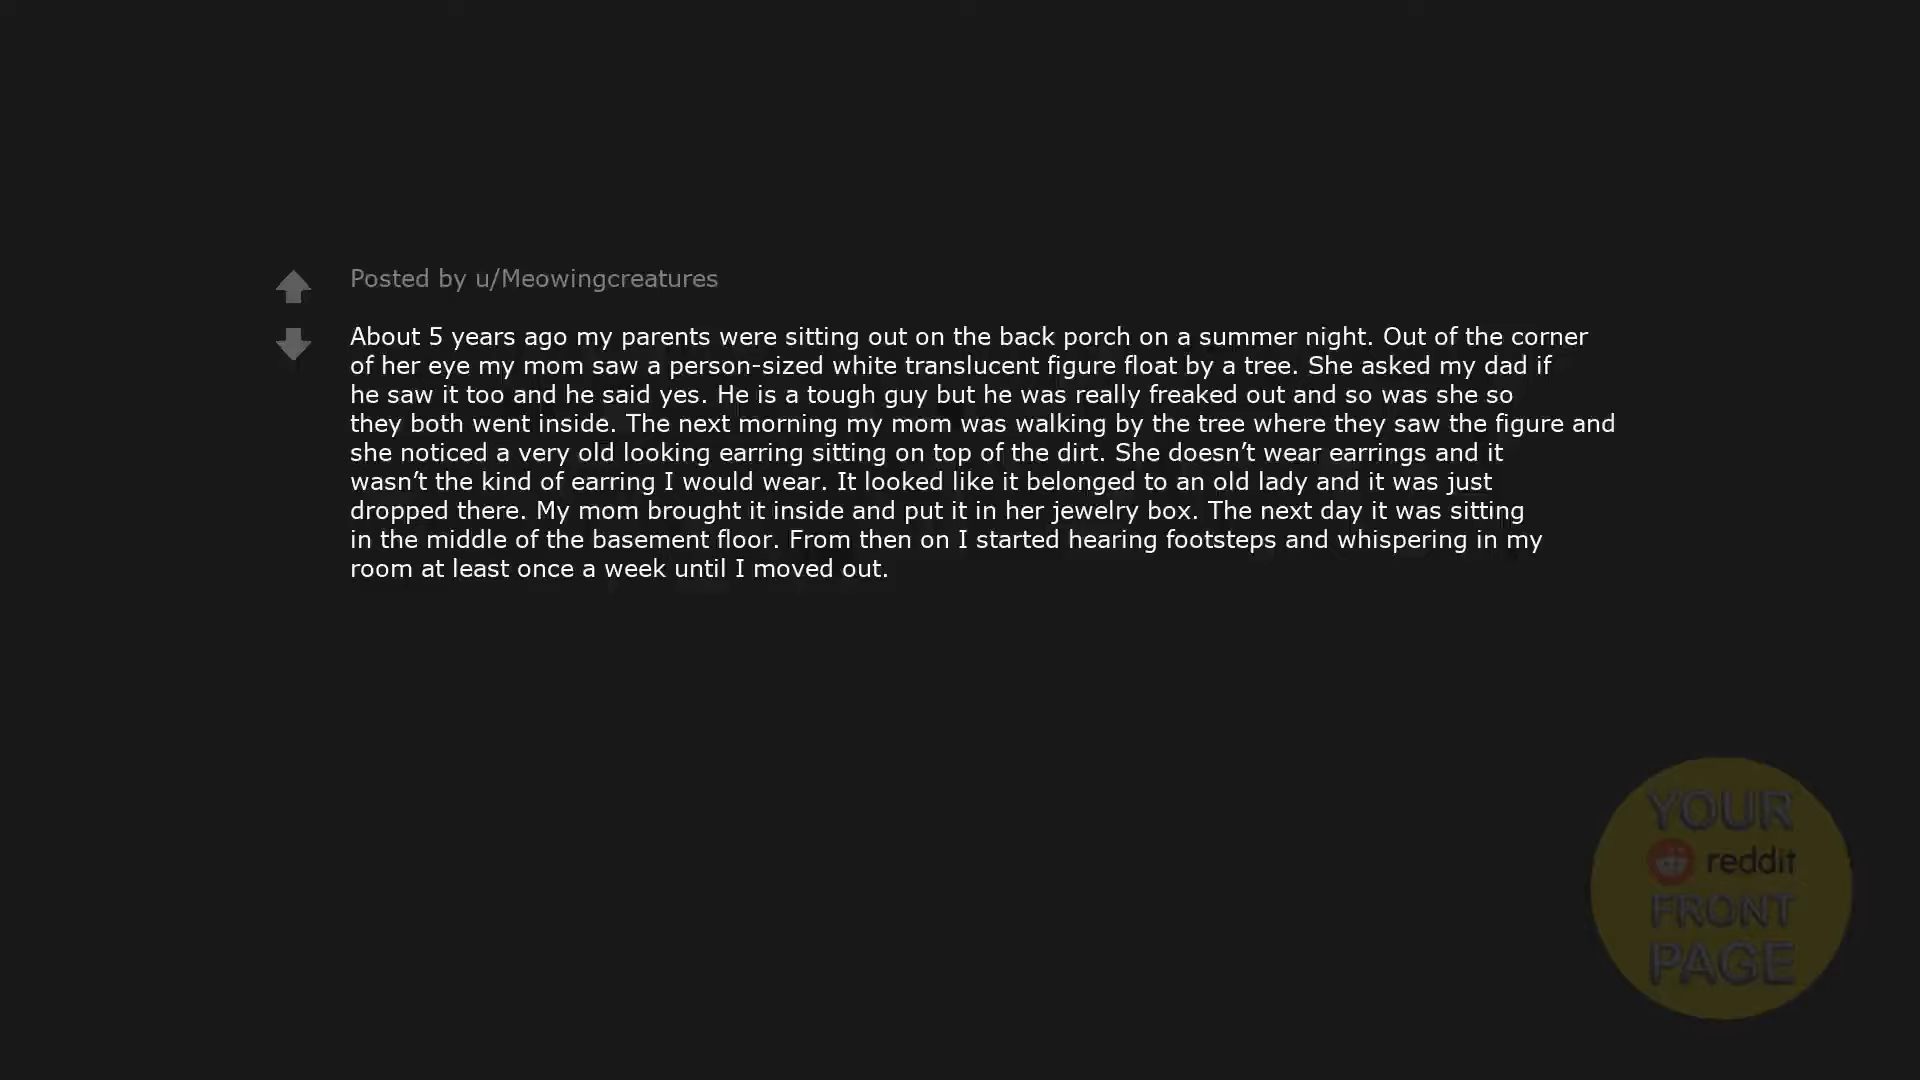 Posted by u/Meowingcreatures
About 5 years ago my parents were sitting out on the back porch on a summer night. Out of the corner
of her eye my mom saw a person-sized white translucent figure float by a tree. She asked my dad if
he saw it too and he said yes. He is a tough guy but he was really freaked out and so was she so
they both went inside. The next morning my mom was walking by the tree where they saw the figure and
she noticed a very old looking earring sitting on top of the dirt. She doesn’t wear earrings and it
wasn’t the kind of earring I would wear. It looked like it belonged to an old lady and it was just
dropped there. My mom brought it inside and put it in her jewelry box. The next day it was sitting
in the middle of the basement floor. From then on I started hearing footsteps and whispering in my
room at least once a week until I moved out.
YOUR
reddit
FRONT
PAGE